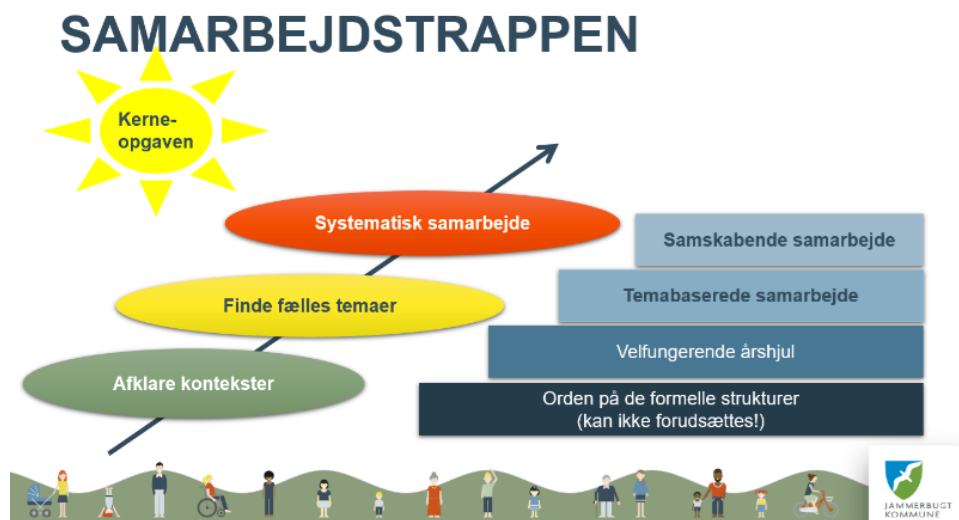 SAMARBEJDSTRAPPEN
Kerne-
opgaven
Systematisk samarbejde
Finde fælles temaer
Afklare kontekster
Samskabende samarbejde
Temabaserede samarbejde
Velfungerende årshjul
Orden på de formelle strukturer
(kan ikke forudsættes!)
JAMMERBUGT
KOMMUNE